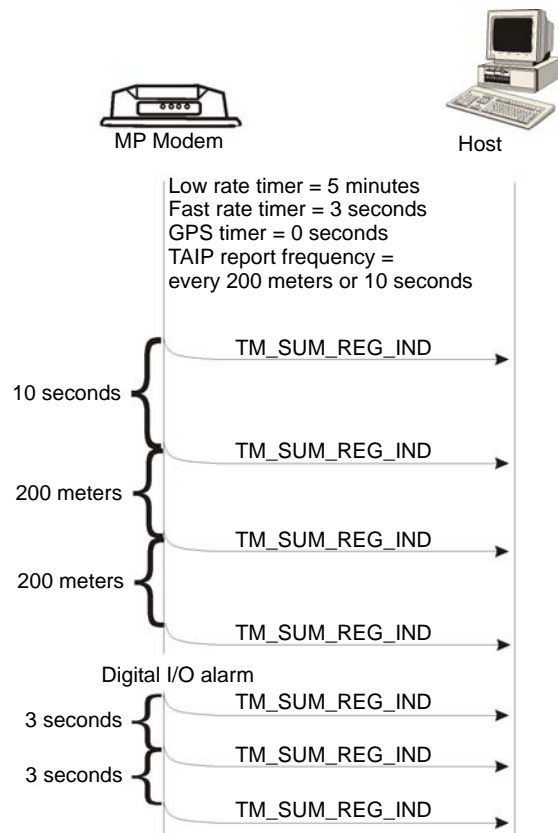 MP Modem
Host
Low rate timer = 5 minutes
Fast rate timer = 3 seconds
GPS timer = 0 seconds
TAIP report frequency =
every 200 meters or 10 seconds
TM_SUM_REG_IND
10 seconds
TM_SUM_REG_IND
200 meters
TM_SUM_REG_IND
200 meters
TM_SUM_REG_IND
Digital I/O alarm
TM_SUM_REG_IND
3 seconds
TM_SUM_REG_IND
3 seconds
TM_SUM_REG_IND